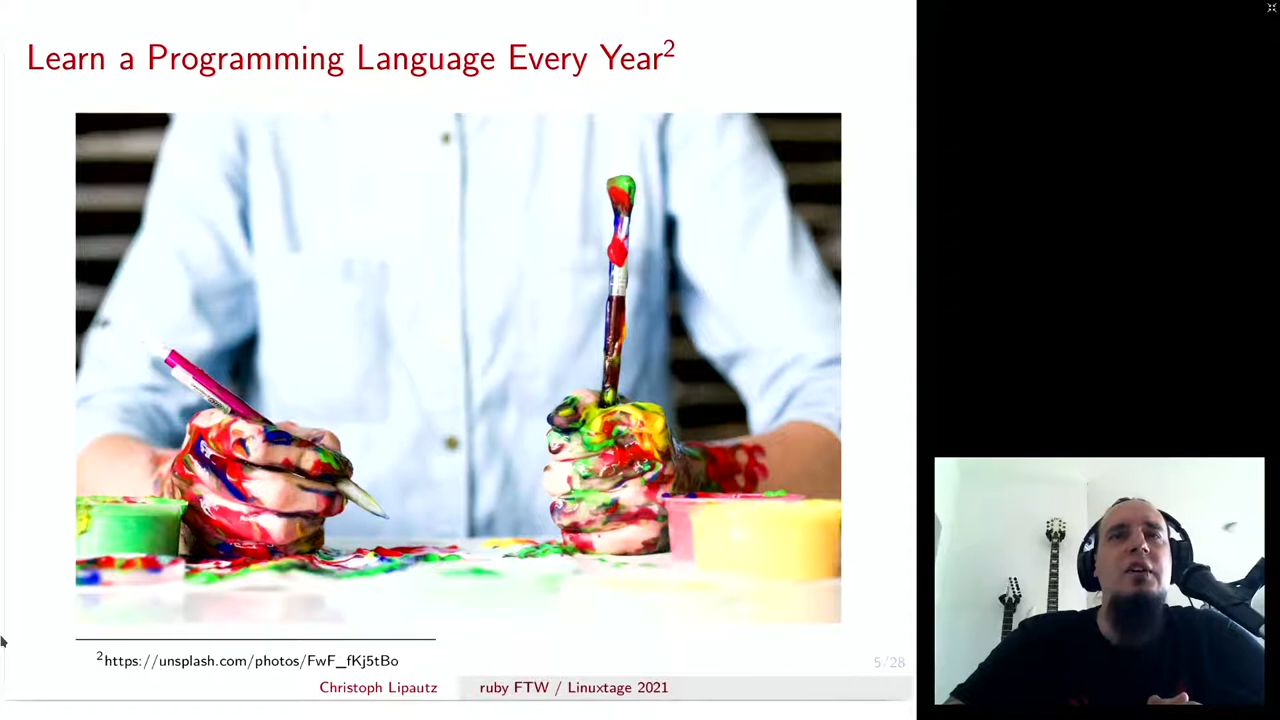 Learn a Programming Language Every Year2
2https://unsplash.com/photos/FwF_fKj5tBo
5/28
Christoph Lipautz
ruby FTW / Linuxtage 2021